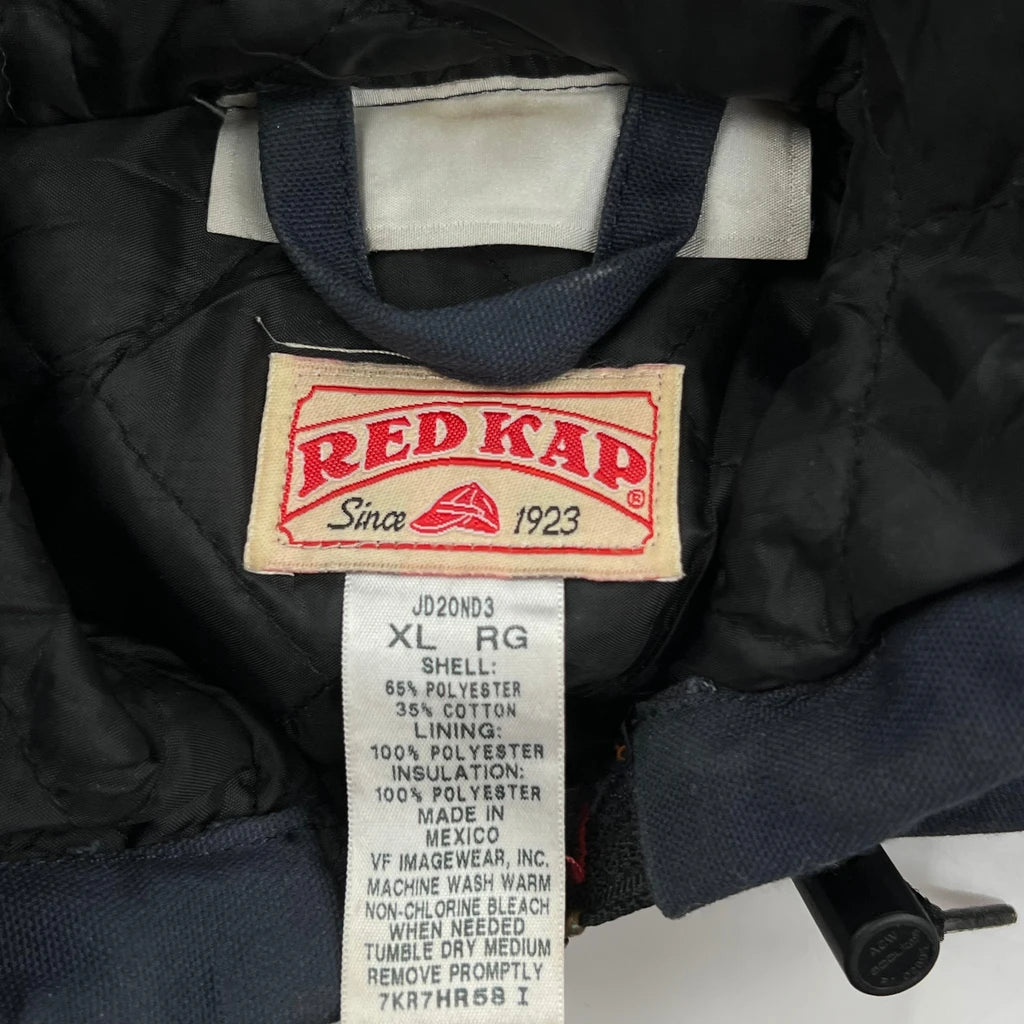 RED KAP®
Since 1923
JD20ND3
XL RG
SHELL:
65% POLYESTER
35% COTTON
LINING:
100% POLYESTER
INSULATION:
100% POLYESTER
MADE IN
MEXICO
VF IMAGEWEAR, INC.
MACHINE WASH WARM
NON-CHLORINE BLEACH
WHEN NEEDED
TUMBLE DRY MEDIUM
REMOVE PROMPTLY
7KR7HR58 I